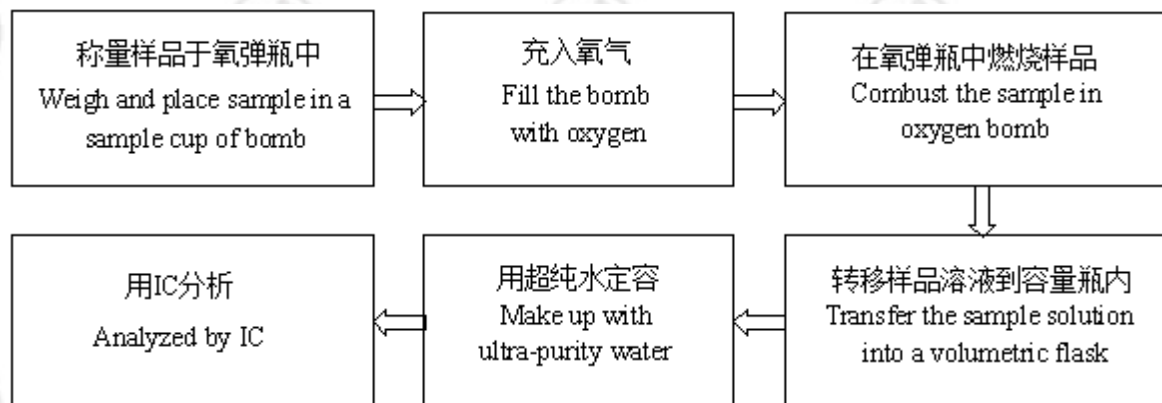 称量样品于氧弹瓶中
Weigh and place sample in a
sample cup of bomb
充入氧气
Fill the bomb
with oxygen
在氧弹瓶中燃烧样品
Combust the sample in
oxygen bomb
转移样品溶液到容量瓶内
Transfer the sample solution
into a volumetric flask
用超纯水定容
Make up with
ultra-purity water
用IC分析
Analyzed by IC